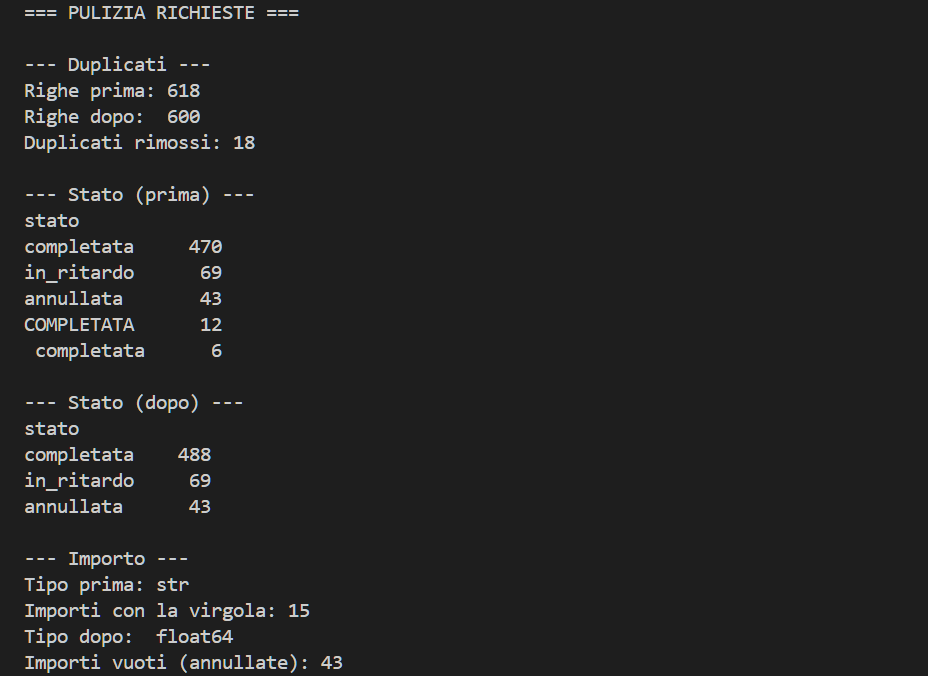 === PULIZIA RICHIESTE ===
--- Duplicati ---
Righe prima: 618
Righe dopo:  600
Duplicati rimossi: 18
--- Stato (prima) ---
stato
completata     470
in_ritardo      69
annullata       43
COMPLETATA      12
 completata      6
--- Stato (dopo) ---
stato
completata    488
in_ritardo     69
annullata      43
--- Importo ---
Tipo prima: str
Importi con la virgola: 15
Tipo dopo:  float64
Importi vuoti (annullate): 43